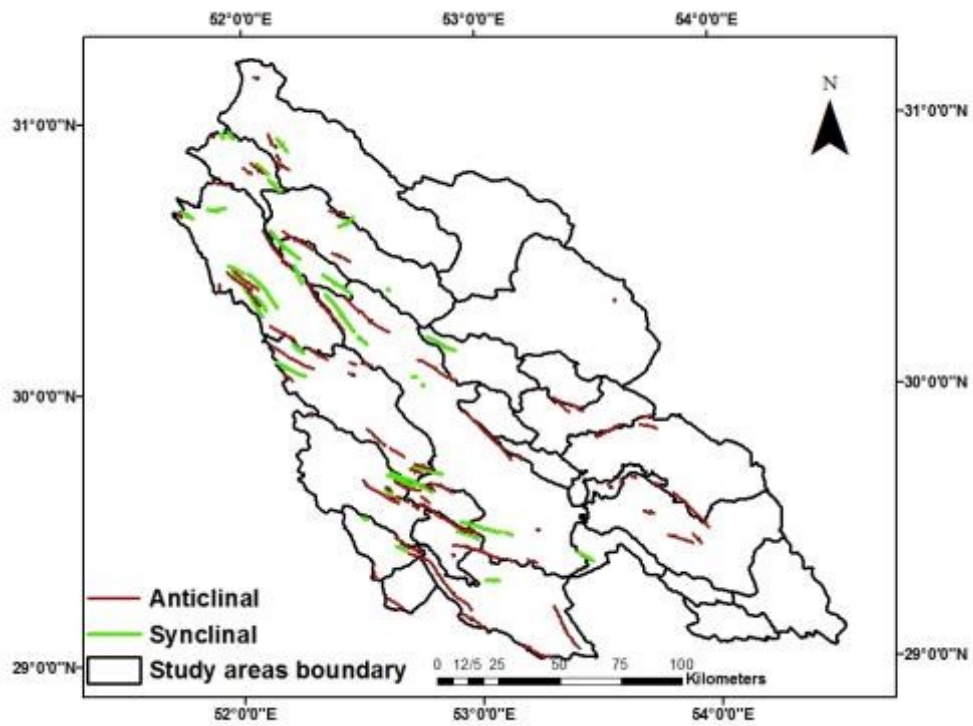 52°0'0"E 53°0'0"E 54°0'0"E
N
31°0'0"N 31°0'0"N
30°0'0"N 30°0'0"N
Anticlinal
Synclinal
Study areas boundary
29°0'0"N 29°0'0"N
0 12/5 25 50 75 100
Kilometers
52°0'0"E 53°0'0"E 54°0'0"E